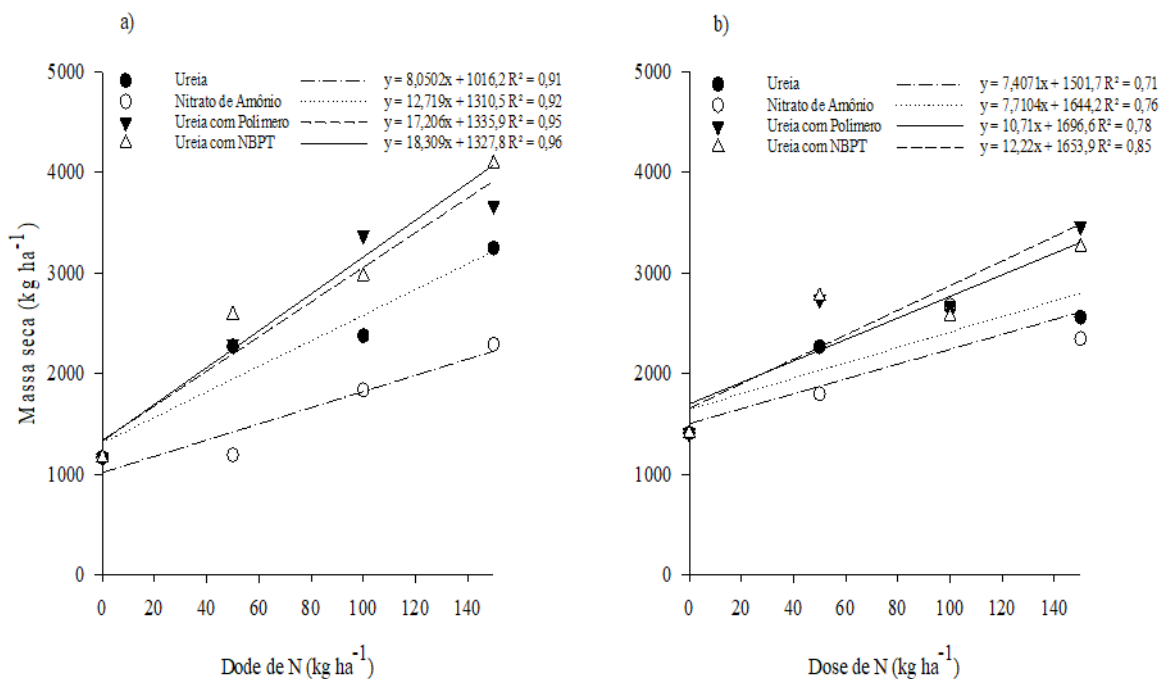 a)
Massa seca (kg ha⁻¹)
5000
4000
3000
2000
1000
0
Ureia y = 8,0502x + 1016,2 R² = 0,91
Nitrato de Amônio y = 12,719x + 1310,5 R² = 0,92
Ureia com Polimero y = 17,206x + 1335,9 R² = 0,95
Ureia com NBPT y = 18,309x + 1327,8 R² = 0,96
0 20 40 60 80 100 120 140
Dode de N (kg ha⁻¹)
b)
5000
4000
3000
2000
1000
0
Ureia y = 7,4071x + 1501,7 R² = 0,71
Nitrato de Amônio y = 7,7104x + 1644,2 R² = 0,76
Ureia com Polimero y = 10,71x + 1696,6 R² = 0,78
Ureia com NBPT y = 12,22x + 1653,9 R² = 0,85
0 20 40 60 80 100 120 140
Dose de N (kg ha⁻¹)